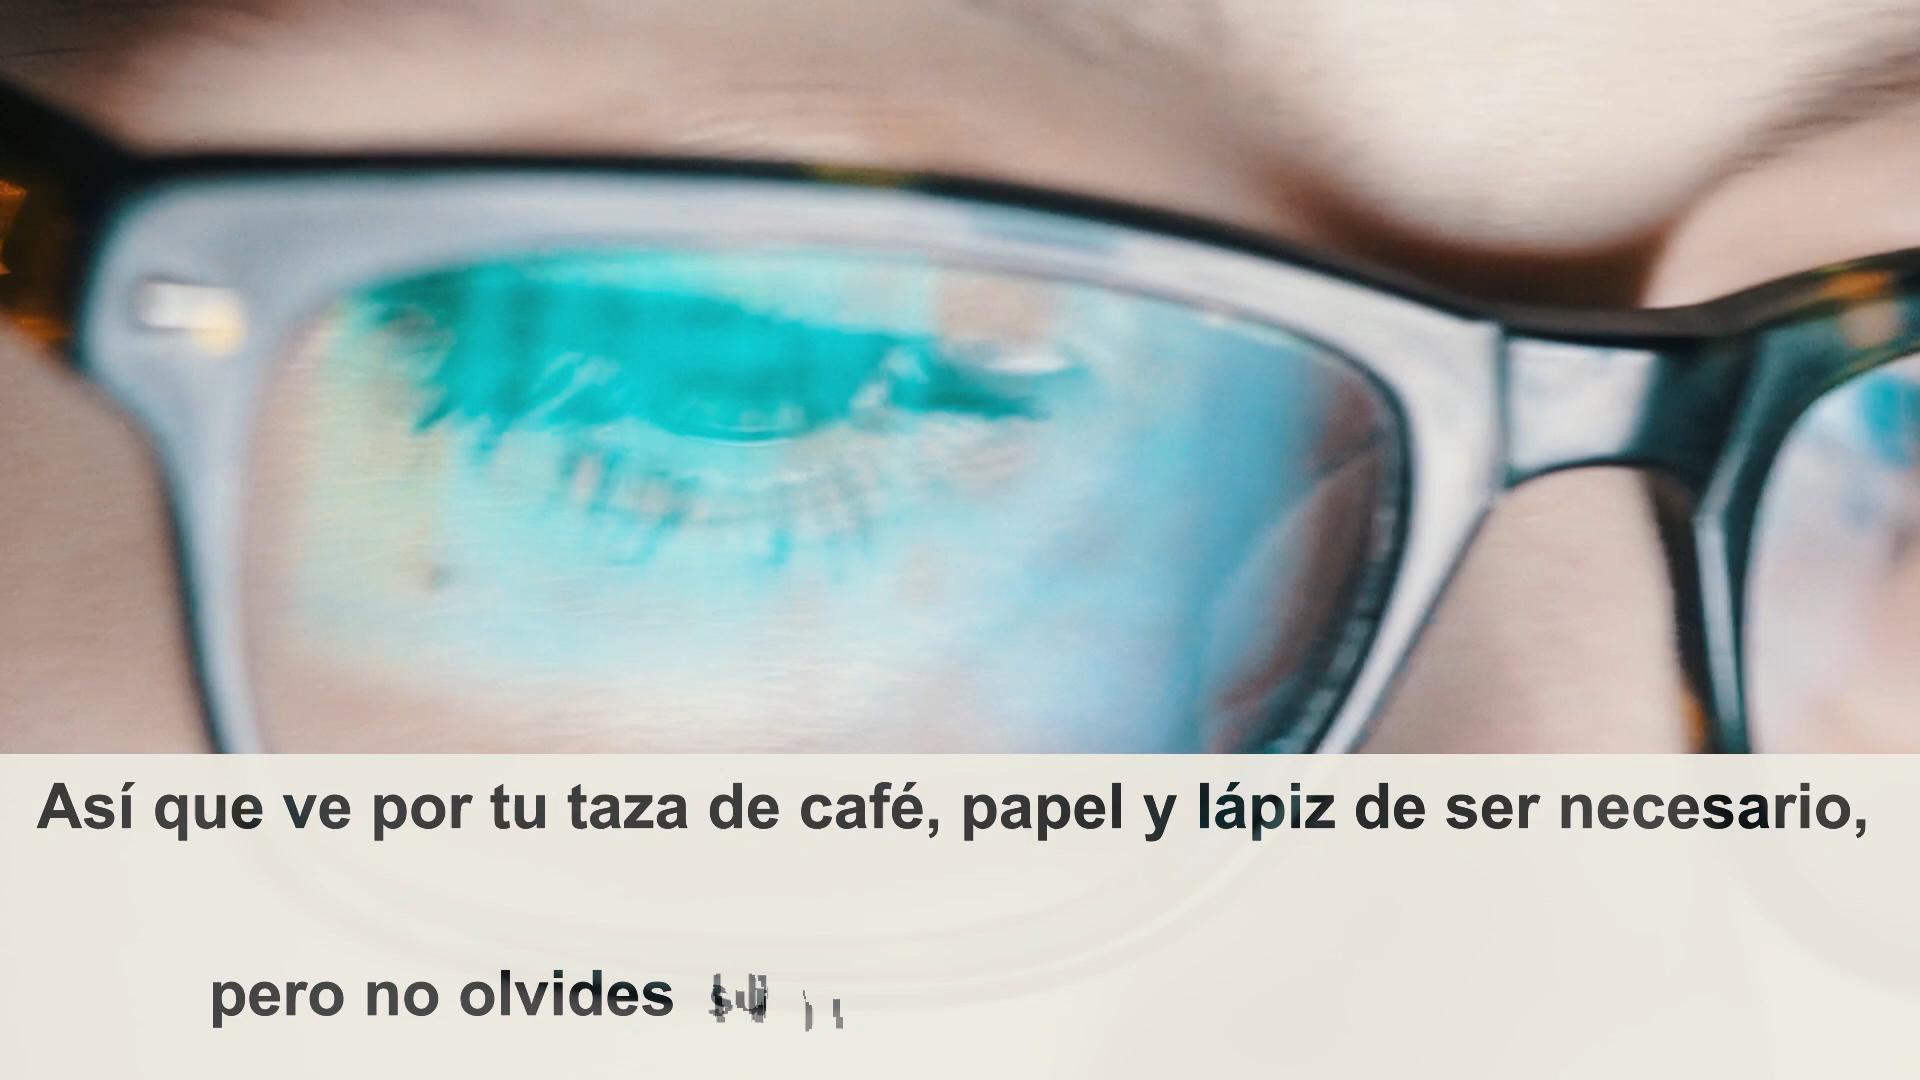 Así que ve por tu taza de café, papel y lápiz de ser necesario,
pero no olvides